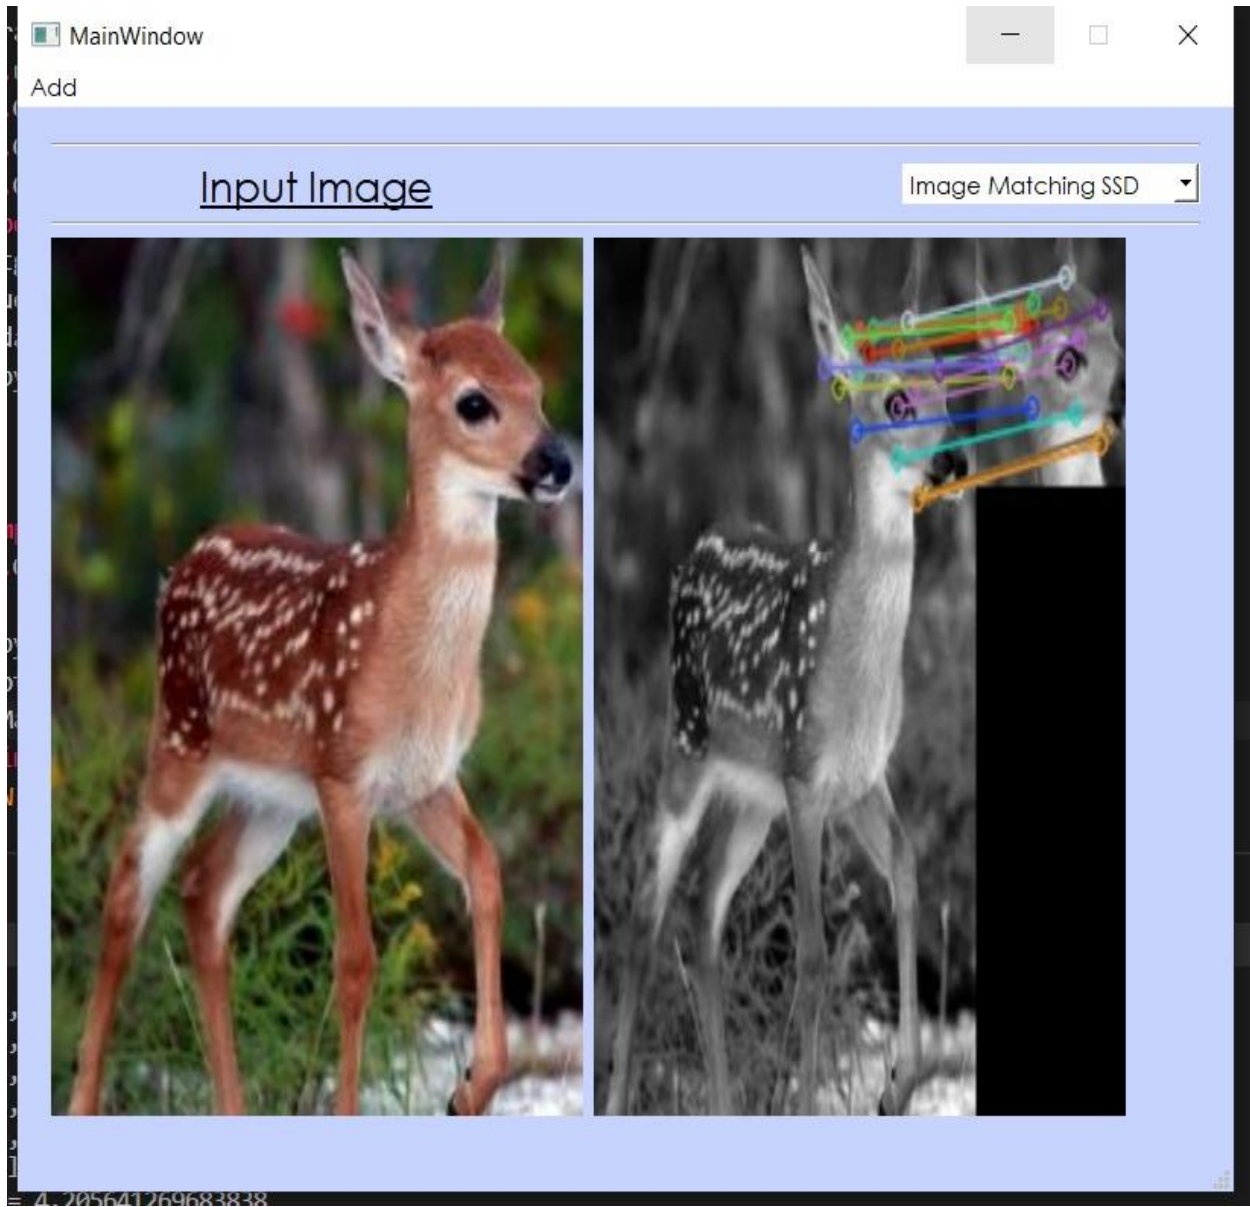 MainWindow
Add
Input Image
Image Matching SSD
= 4.205641269683838